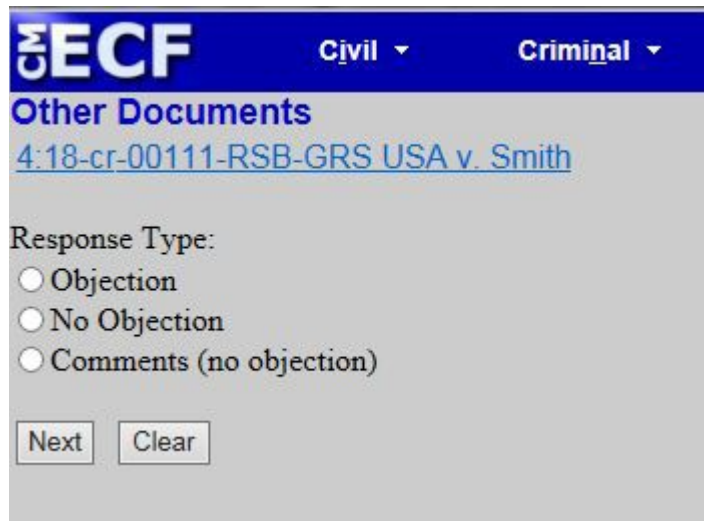 CM ECF Civil Criminal
Other Documents
4:18-cr-00111-RSB-GRS USA v. Smith
Response Type:
Objection
No Objection
Comments (no objection)
Next Clear